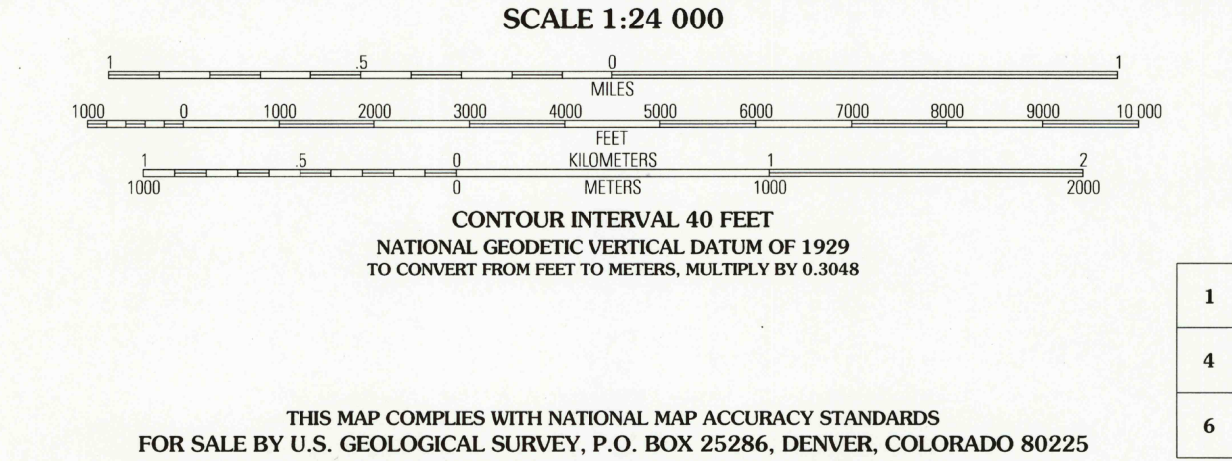 SCALE 1:24 000
1 .5 0 1
MILES
1000 0 1000 2000 3000 4000 5000 6000 7000 8000 9000 10 000
FEET
1 .5 0 KILOMETERS 1 2
1000 0 METERS 1000 2000
CONTOUR INTERVAL 40 FEET
NATIONAL GEODETIC VERTICAL DATUM OF 1929
TO CONVERT FROM FEET TO METERS, MULTIPLY BY 0.3048
1
4
6
THIS MAP COMPLIES WITH NATIONAL MAP ACCURACY STANDARDS
FOR SALE BY U.S. GEOLOGICAL SURVEY, P.O. BOX 25286, DENVER, COLORADO 80225